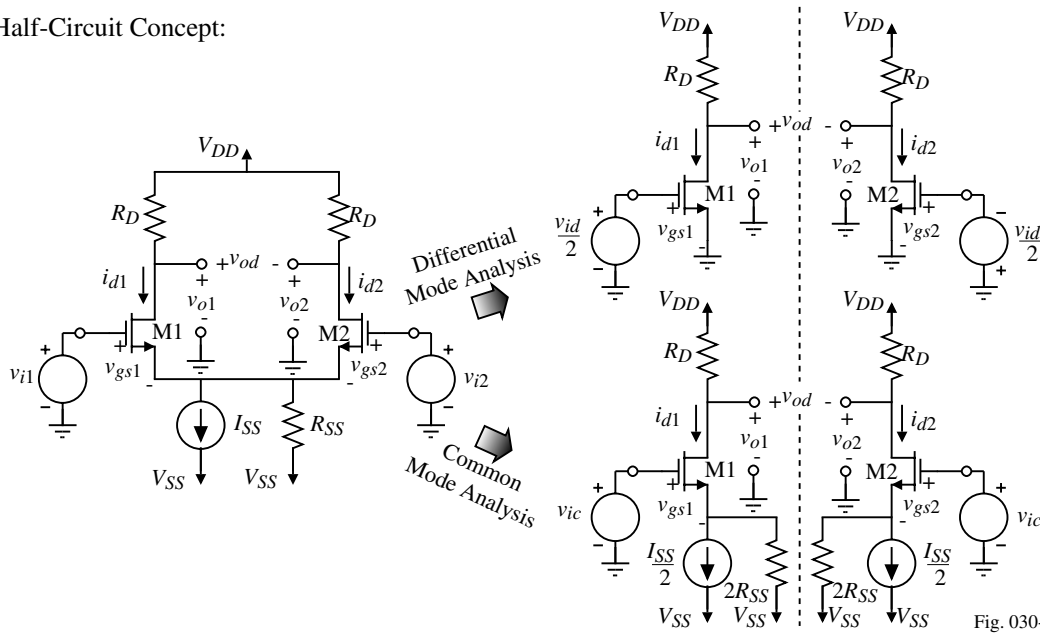 Half-Circuit Concept:
VDD
RD
RD
id1
+vod -
id2
+
vo1
-
+
vo2
-
M1
M2
vi1
+
-
+
vgs1
-
+
vgs2
-
vi2
+
-
ISS
RSS
VSS
VSS
Differential
Mode Analysis
Common
Mode Analysis
VDD
VDD
RD
RD
id1
+vod -
id2
+
vo1
-
+
vo2
-
M1
M2
vid
2
+
-
+
vgs1
+
vgs2
vid
2
-
+
VDD
VDD
RD
RD
id1
+vod -
id2
+
vo1
-
+
vo2
-
M1
M2
vic
+
-
+
vgs1
-
+
vgs2
-
vic
+
-
ISS
2
2RSS
2RSS
ISS
2
VSS
VSS
VSS
VSS
Fig. 030-